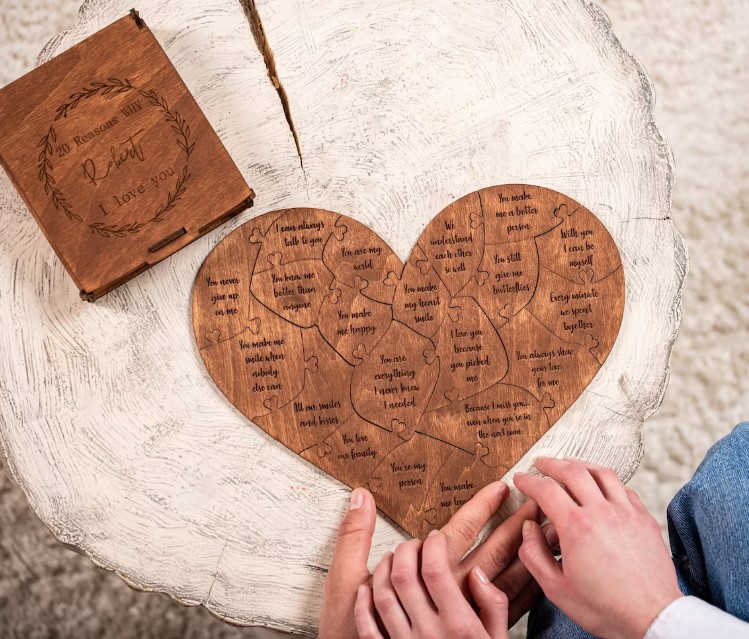 20 Reasons WHY
Robert
I love you
I can always
talk to you
You are my
world
We
understand
each other
so well
You make
me a better
person
With you
I can be
myself
You never
give up
on me
You know me
better than
anyone
You make
my heart
smile
You still
give me
butterflies
Every minute
we spent
together
You make
me happy
You make me
smile when
nobody
else can
You are
everything
I never knew
I needed
I love you
because
you picked
me
You always show
your love
for me
All our smiles
and kisses
Because I miss you...
even when you're in
the next room
You love
our family
You're my
person
You make
me